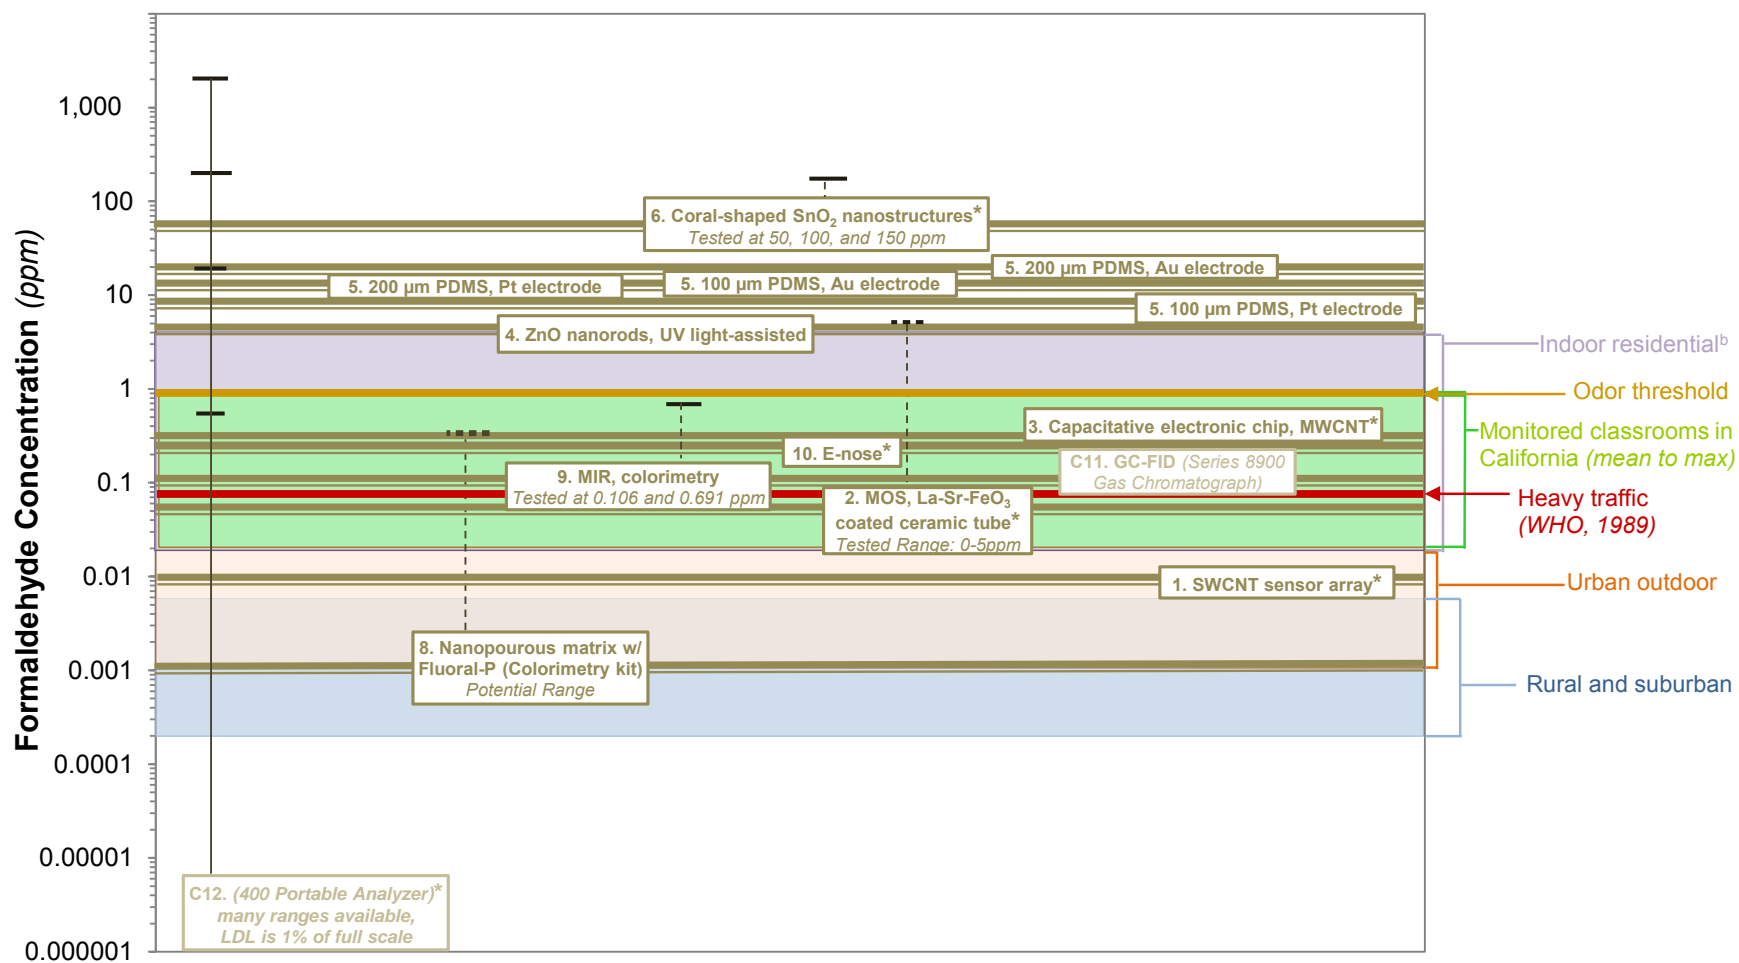 Formaldehyde Concentration (ppm)
1,000
100
10
1
0.1
0.01
0.001
0.0001
0.00001
0.000001
6. Coral-shaped SnO₂ nanostructures*
Tested at 50, 100, and 150 ppm
5. 200 µm PDMS, Au electrode
5. 200 µm PDMS, Pt electrode
5. 100 µm PDMS, Au electrode
5. 100 µm PDMS, Pt electrode
4. ZnO nanorods, UV light-assisted
3. Capacitative electronic chip, MWCNT*
10. E-nose*
C11. GC-FID (Series 8900
Gas Chromatograph)
9. MIR, colorimetry
Tested at 0.106 and 0.691 ppm
2. MOS, La-Sr-FeO₃
coated ceramic tube*
Tested Range: 0-5ppm
1. SWCNT sensor array*
8. Nanopourous matrix w/
Fluoral-P (Colorimetry kit)
Potential Range
C12. (400 Portable Analyzer)*
many ranges available,
LDL is 1% of full scale
Indoor residentialᵇ
Odor threshold
Monitored classrooms in
California (mean to max)
Heavy traffic
(WHO, 1989)
Urban outdoor
Rural and suburban